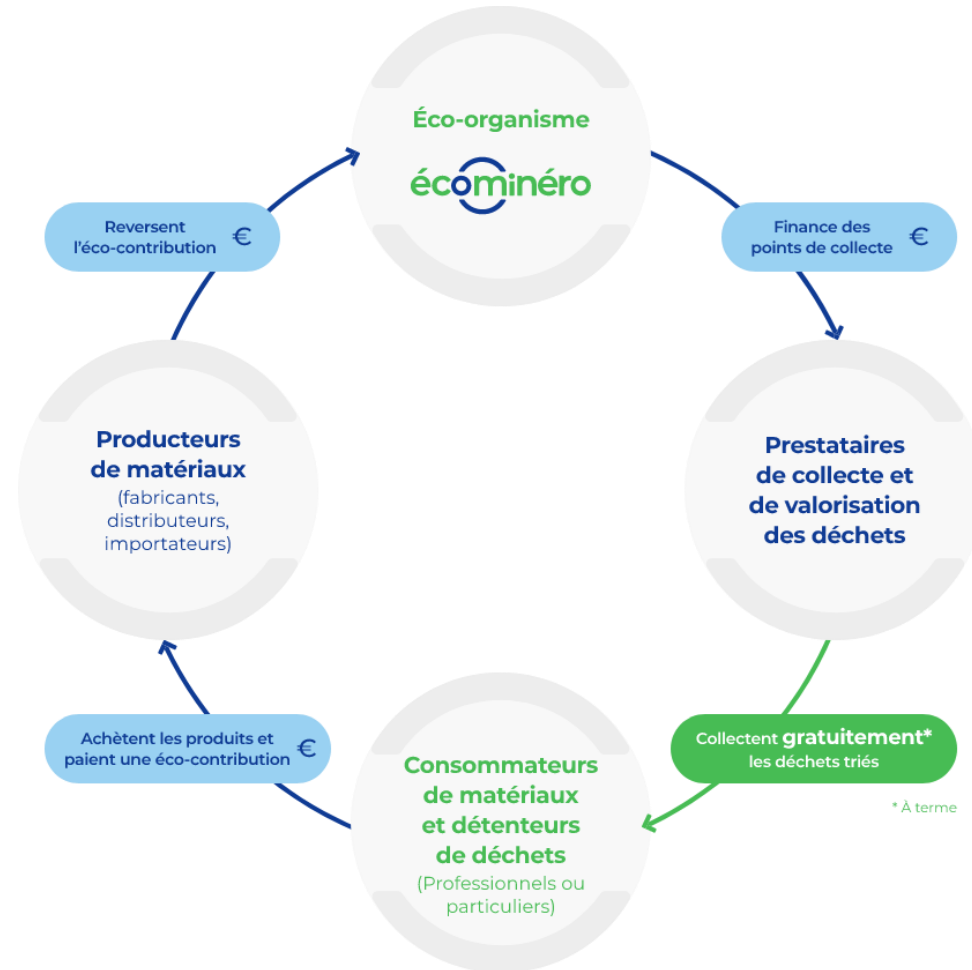 Éco-organisme
écominéro
Reversent
l'éco-contribution €
Finance des
points de collecte €
Producteurs
de matériaux
(fabricants,
distributeurs,
importateurs)
Prestataires
de collecte et
de valorisation
des déchets
Achètent les produits et
paient une éco-contribution €
Collectent gratuitement*
les déchets triés
* À terme
Consommateurs
de matériaux
et détenteurs
de déchets
(Professionnels ou
particuliers)